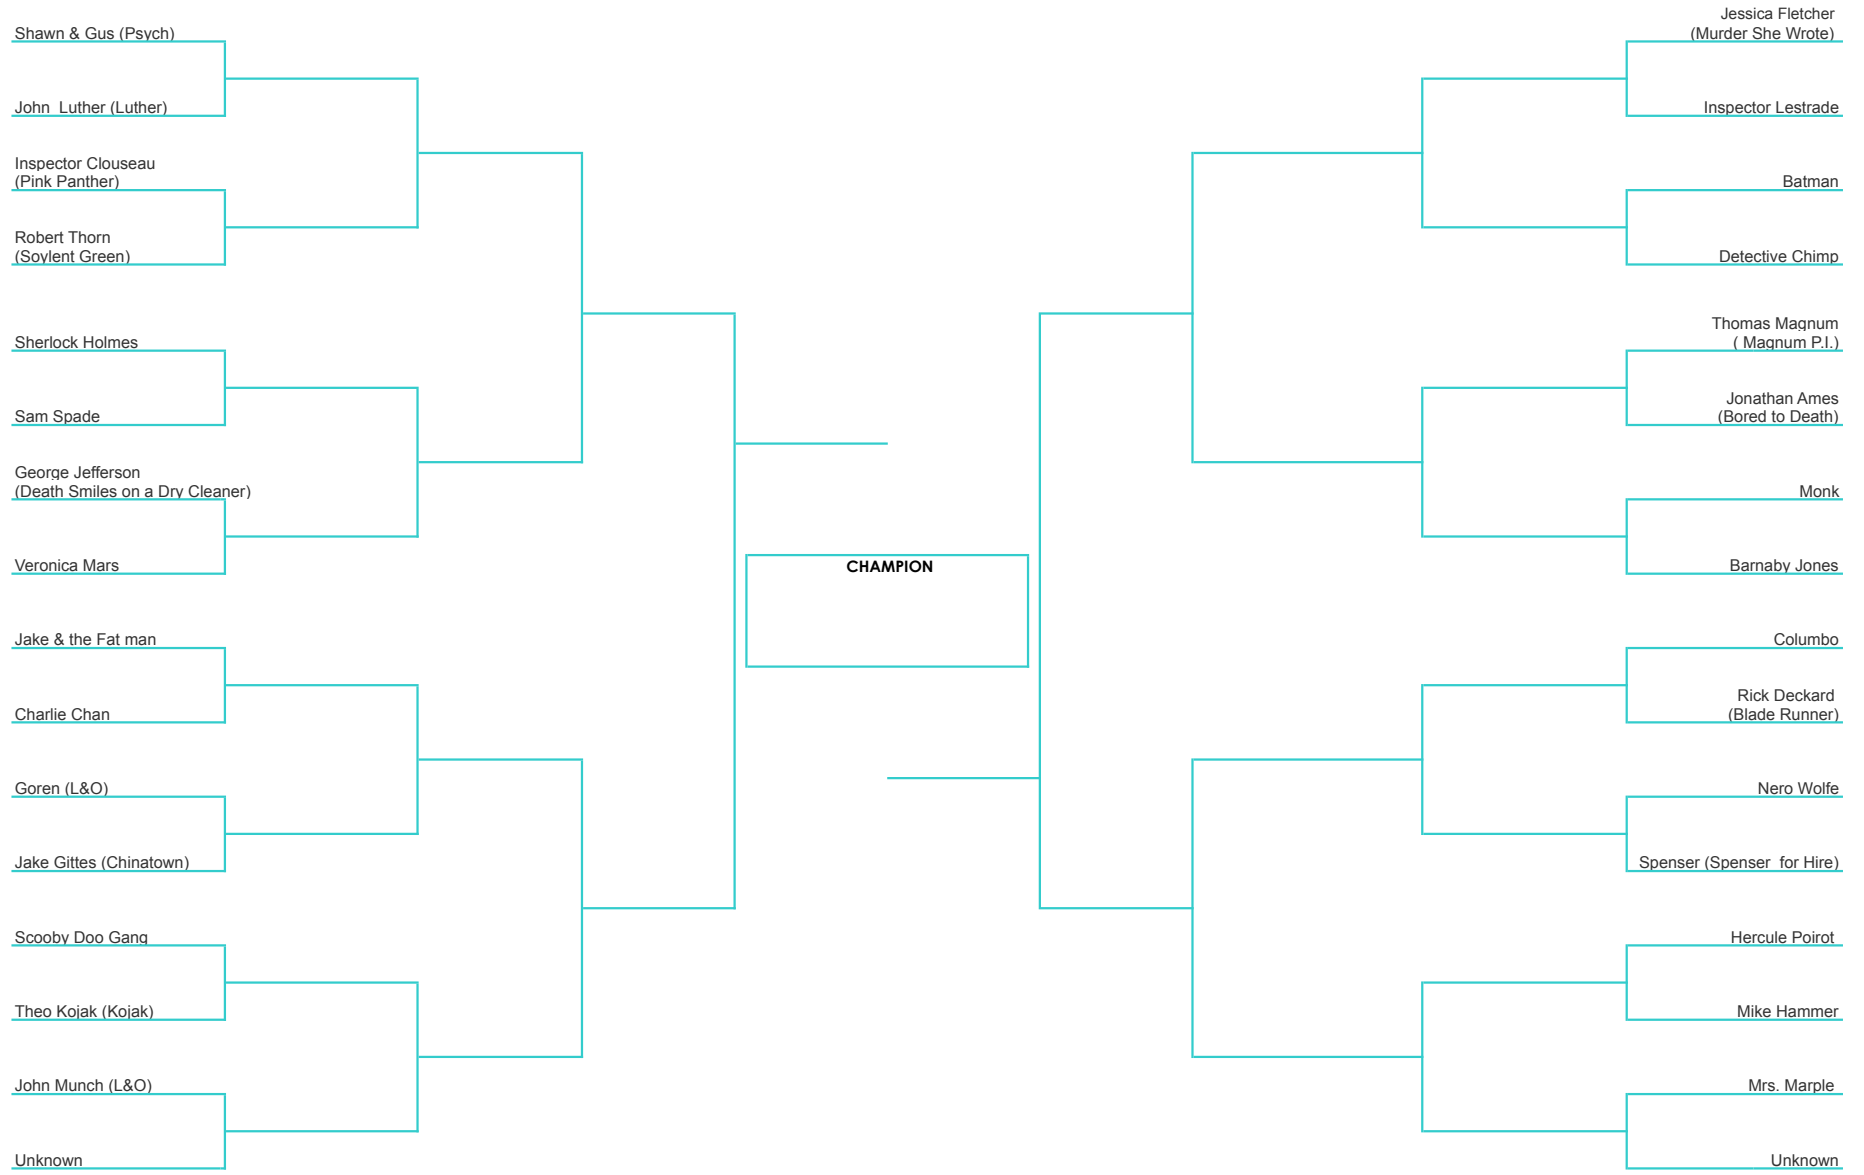 Shawn & Gus (Psych)
John  Luther (Luther)
Inspector Clouseau
(Pink Panther)
Robert Thorn
(Soylent Green)
Sherlock Holmes
Sam Spade
George Jefferson
(Death Smiles on a Dry Cleaner)
Veronica Mars
Jake & the Fat man
Charlie Chan
Goren (L&O)
Jake Gittes (Chinatown)
Scooby Doo Gang
Theo Kojak (Kojak)
John Munch (L&O)
Unknown
CHAMPION
Jessica Fletcher
(Murder She Wrote)
Inspector Lestrade
Batman
Detective Chimp
Thomas Magnum
( Magnum P.I.)
Jonathan Ames
(Bored to Death)
Monk
Barnaby Jones
Columbo
Rick Deckard
(Blade Runner)
Nero Wolfe
Spenser (Spenser  for Hire)
Hercule Poirot
Mike Hammer
Mrs. Marple
Unknown